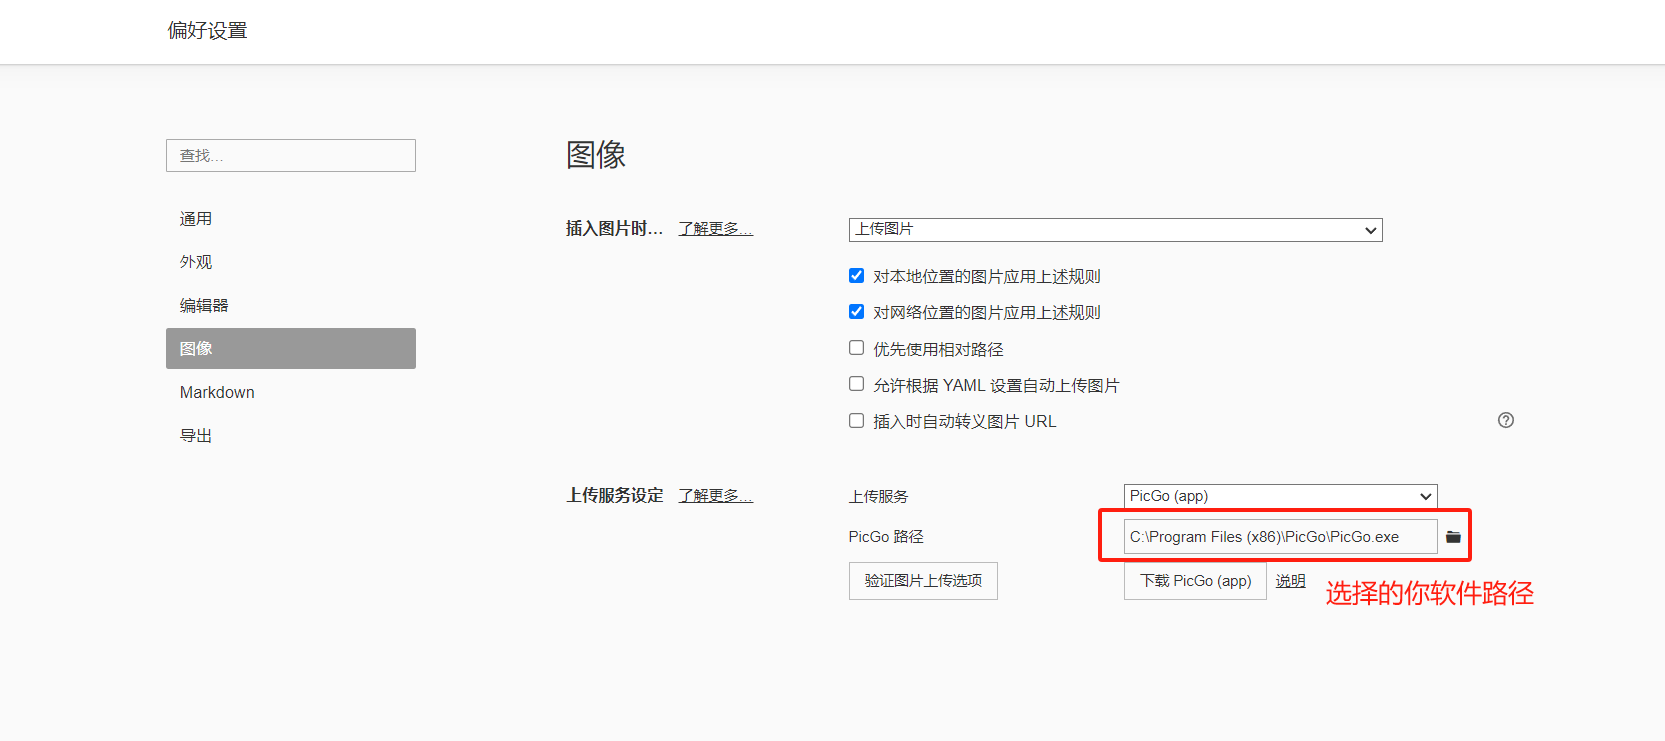 偏好设置
查找...
通用
外观
编辑器
图像
Markdown
导出
图像
插入图片时... 了解更多... 上传图片
对本地位置的图片应用上述规则
对网络位置的图片应用上述规则
优先使用相对路径
允许根据 YAML 设置自动上传图片
插入时自动转义图片 URL
上传服务设定 了解更多... 上传服务 PicGo (app)
PicGo 路径 C:\Program Files (x86)\PicGo\PicGo.exe
验证图片上传选项 下载 PicGo (app) 说明
选择的你软件路径